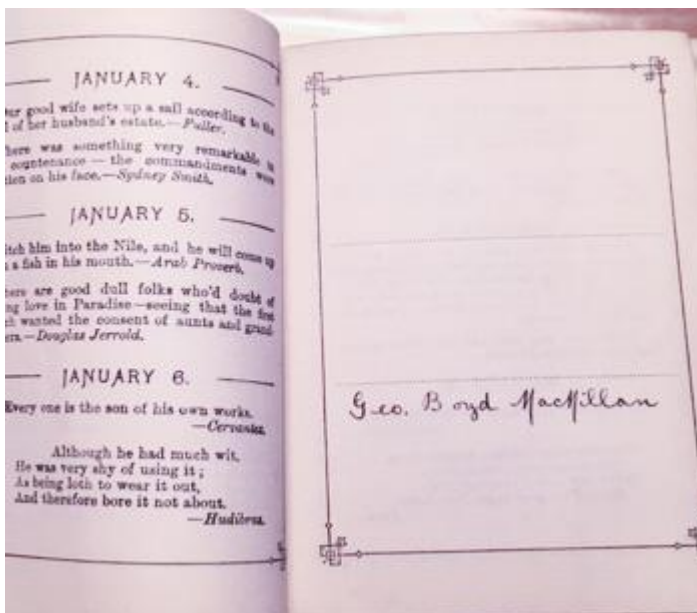 JANUARY 4.
good wife sets up a sail according to the
of her husband's estate.—Fuller.
here was something very remarkable in
countenance — the commandments were
on his face.—Sydney Smith.
JANUARY 5.
him into the Nile, and he will come up
a fish in his mouth.—Arab Proverb.
are good dull folks who'd doubt of
love in Paradise—seeing that the first
wanted the consent of aunts and grand-
—Douglas Jerrold.
JANUARY 6.
Every one is the son of his own works.
—Cervantes.
Although he had much wit,
He was very shy of using it;
As being loth to wear it out,
And therefore bore it not about.
—Hudibras.
Geo. Boyd MacMillan